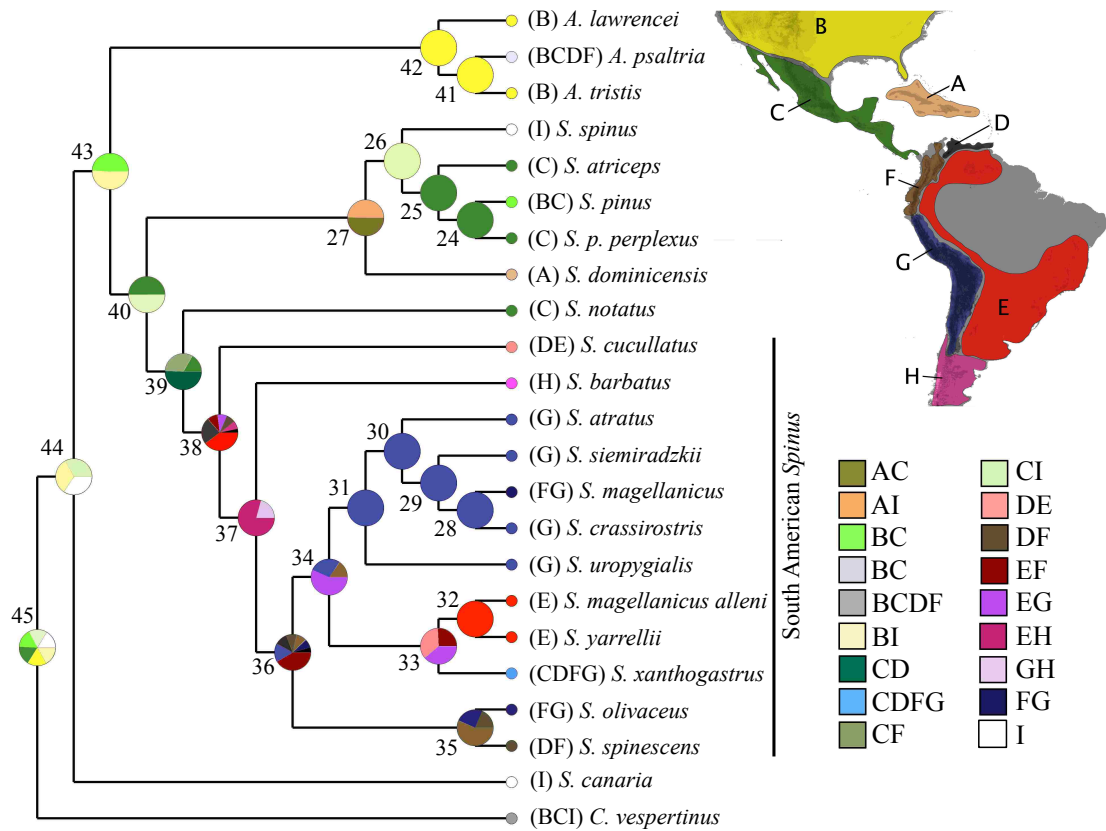 (B) A. lawrencei
(BCDF) A. psaltria
(B) A. tristis
(I) S. spinus
(C) S. atriceps
(BC) S. pinus
(C) S. p. perplexus
(A) S. dominicensis
(C) S. notatus
(DE) S. cucullatus
(H) S. barbatus
(G) S. atratus
(G) S. siemiradzkii
(FG) S. magellanicus
(G) S. crassirostris
(G) S. uropygialis
(E) S. magellanicus alleni
(E) S. yarrellii
(CDFG) S. xanthogastrus
(FG) S. olivaceus
(DF) S. spinescens
(I) S. canaria
(BCI) C. vespertinus
42
41
43
26
25
24
27
40
39
38
44
30
29
28
31
37
34
32
33
36
35
45
South American Spinus
B
A
C
D
F
G
E
H
AC
AI
BC
BC
BCDF
BI
CD
CDFG
CF
CI
DE
DF
EF
EG
EH
GH
FG
I